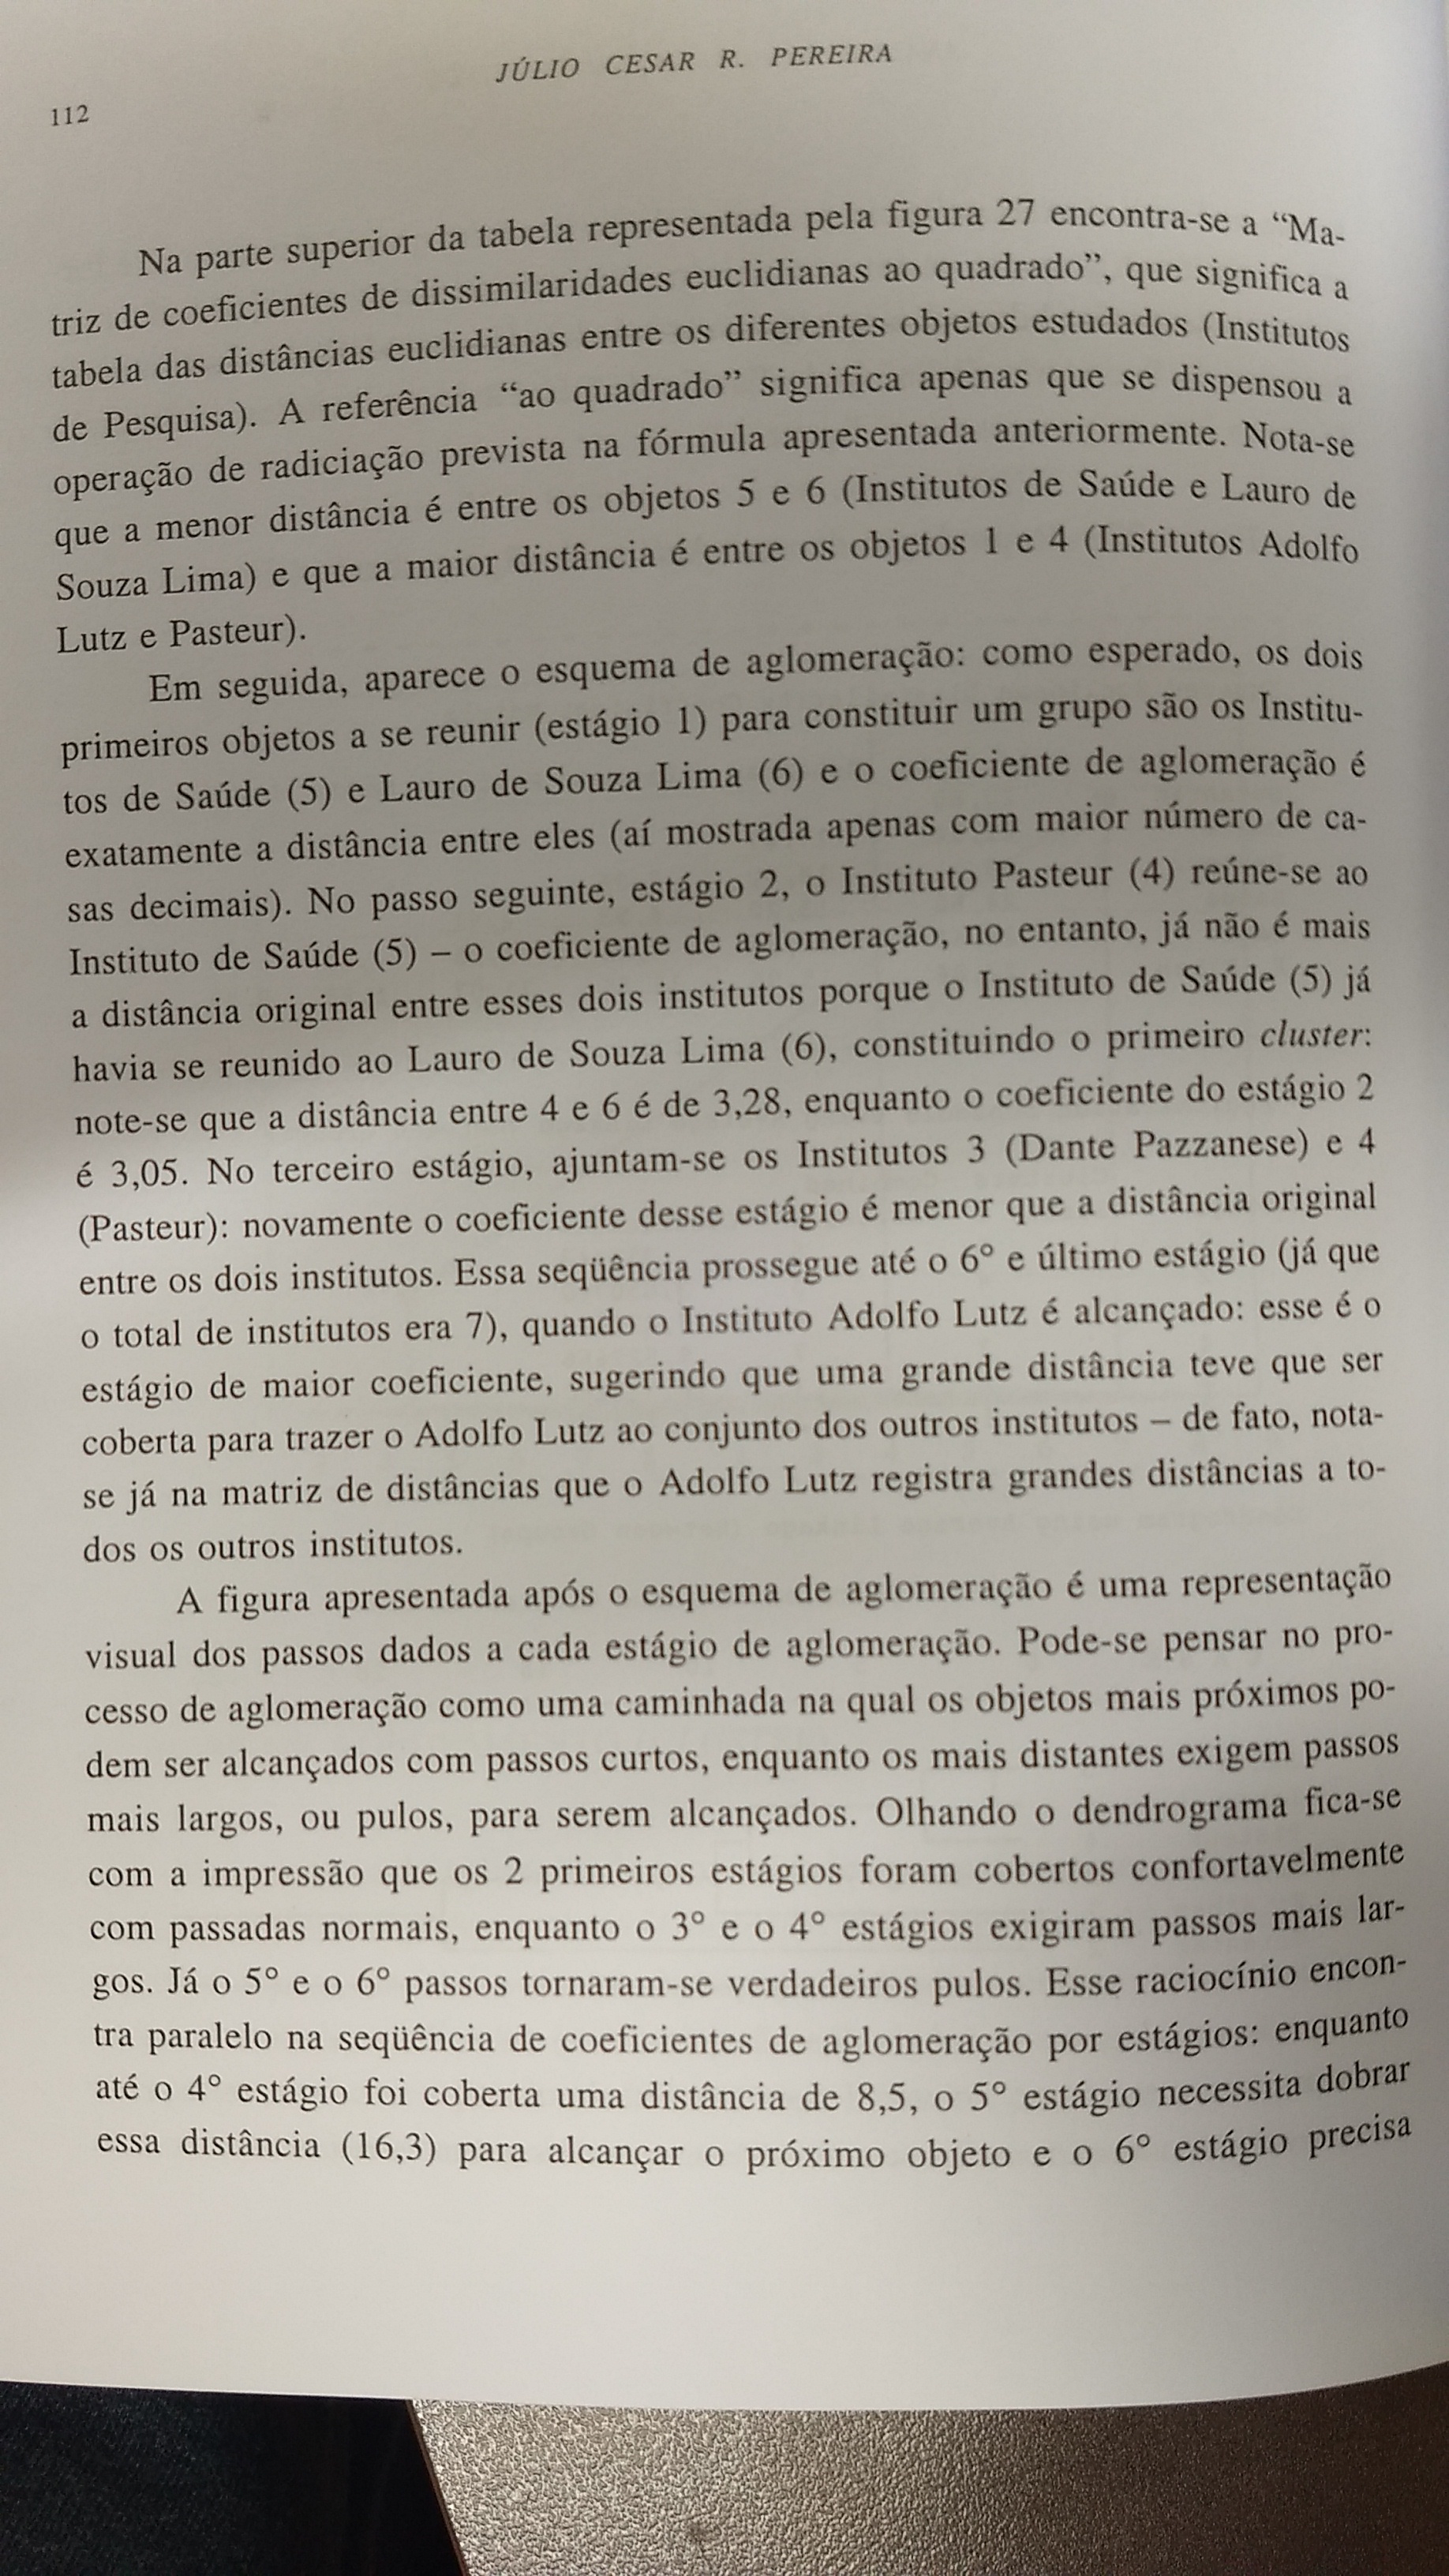 JÚLIO CESAR R. PEREIRA
112
Na parte superior da tabela representada pela figura 27 encontra-se a “Ma-
triz de coeficientes de dissimilaridades euclidianas ao quadrado”, que significa a
tabela das distâncias euclidianas entre os diferentes objetos estudados (Institutos
de Pesquisa). A referência “ao quadrado” significa apenas que se dispensou a
operação de radiciação prevista na fórmula apresentada anteriormente. Nota-se
que a menor distância é entre os objetos 5 e 6 (Institutos de Saúde e Lauro de
Souza Lima) e que a maior distância é entre os objetos 1 e 4 (Institutos Adolfo
Lutz e Pasteur).
Em seguida, aparece o esquema de aglomeração: como esperado, os dois
primeiros objetos a se reunir (estágio 1) para constituir um grupo são os Institu-
tos de Saúde (5) e Lauro de Souza Lima (6) e o coeficiente de aglomeração é
exatamente a distância entre eles (aí mostrada apenas com maior número de ca-
sas decimais). No passo seguinte, estágio 2, o Instituto Pasteur (4) reúne-se ao
Instituto de Saúde (5) – o coeficiente de aglomeração, no entanto, já não é mais
a distância original entre esses dois institutos porque o Instituto de Saúde (5) já
havia se reunido ao Lauro de Souza Lima (6), constituindo o primeiro cluster:
note-se que a distância entre 4 e 6 é de 3,28, enquanto o coeficiente do estágio 2
é 3,05. No terceiro estágio, ajuntam-se os Institutos 3 (Dante Pazzanese) e 4
(Pasteur): novamente o coeficiente desse estágio é menor que a distância original
entre os dois institutos. Essa seqüência prossegue até o 6° e último estágio (já que
o total de institutos era 7), quando o Instituto Adolfo Lutz é alcançado: esse é o
estágio de maior coeficiente, sugerindo que uma grande distância teve que ser
coberta para trazer o Adolfo Lutz ao conjunto dos outros institutos – de fato, nota-
se já na matriz de distâncias que o Adolfo Lutz registra grandes distâncias a to-
dos os outros institutos.
A figura apresentada após o esquema de aglomeração é uma representação
visual dos passos dados a cada estágio de aglomeração. Pode-se pensar no pro-
cesso de aglomeração como uma caminhada na qual os objetos mais próximos po-
dem ser alcançados com passos curtos, enquanto os mais distantes exigem passos
mais largos, ou pulos, para serem alcançados. Olhando o dendrograma fica-se
com a impressão que os 2 primeiros estágios foram cobertos confortavelmente
com passadas normais, enquanto o 3° e o 4° estágios exigiram passos mais lar-
gos. Já o 5° e o 6° passos tornaram-se verdadeiros pulos. Esse raciocínio encon-
tra paralelo na seqüência de coeficientes de aglomeração por estágios: enquanto
até o 4° estágio foi coberta uma distância de 8,5, o 5° estágio necessita dobrar
essa distância (16,3) para alcançar o próximo objeto e o 6° estágio precisa